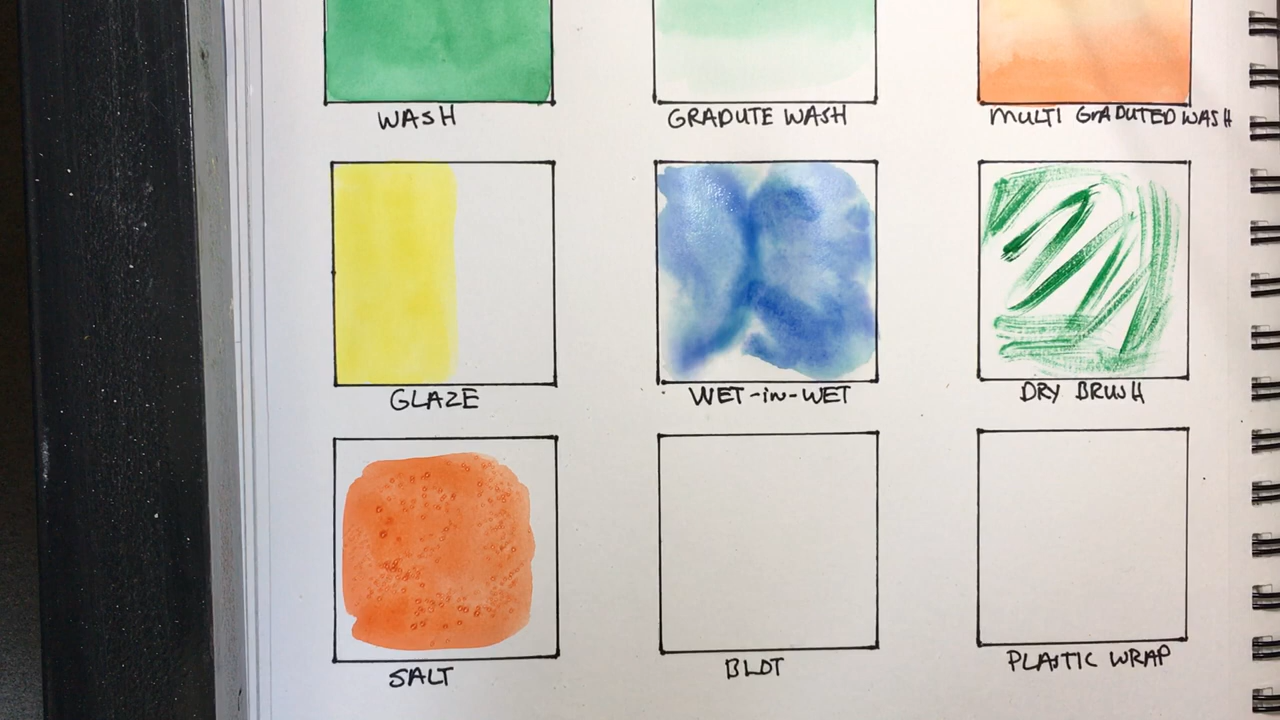 WASH
GRADUTE WASH
MULTI GRADUTED WASH
GLAZE
WET-in-WET
DRY BRUSH
SALT
BLOT
PLASTIC WRAP